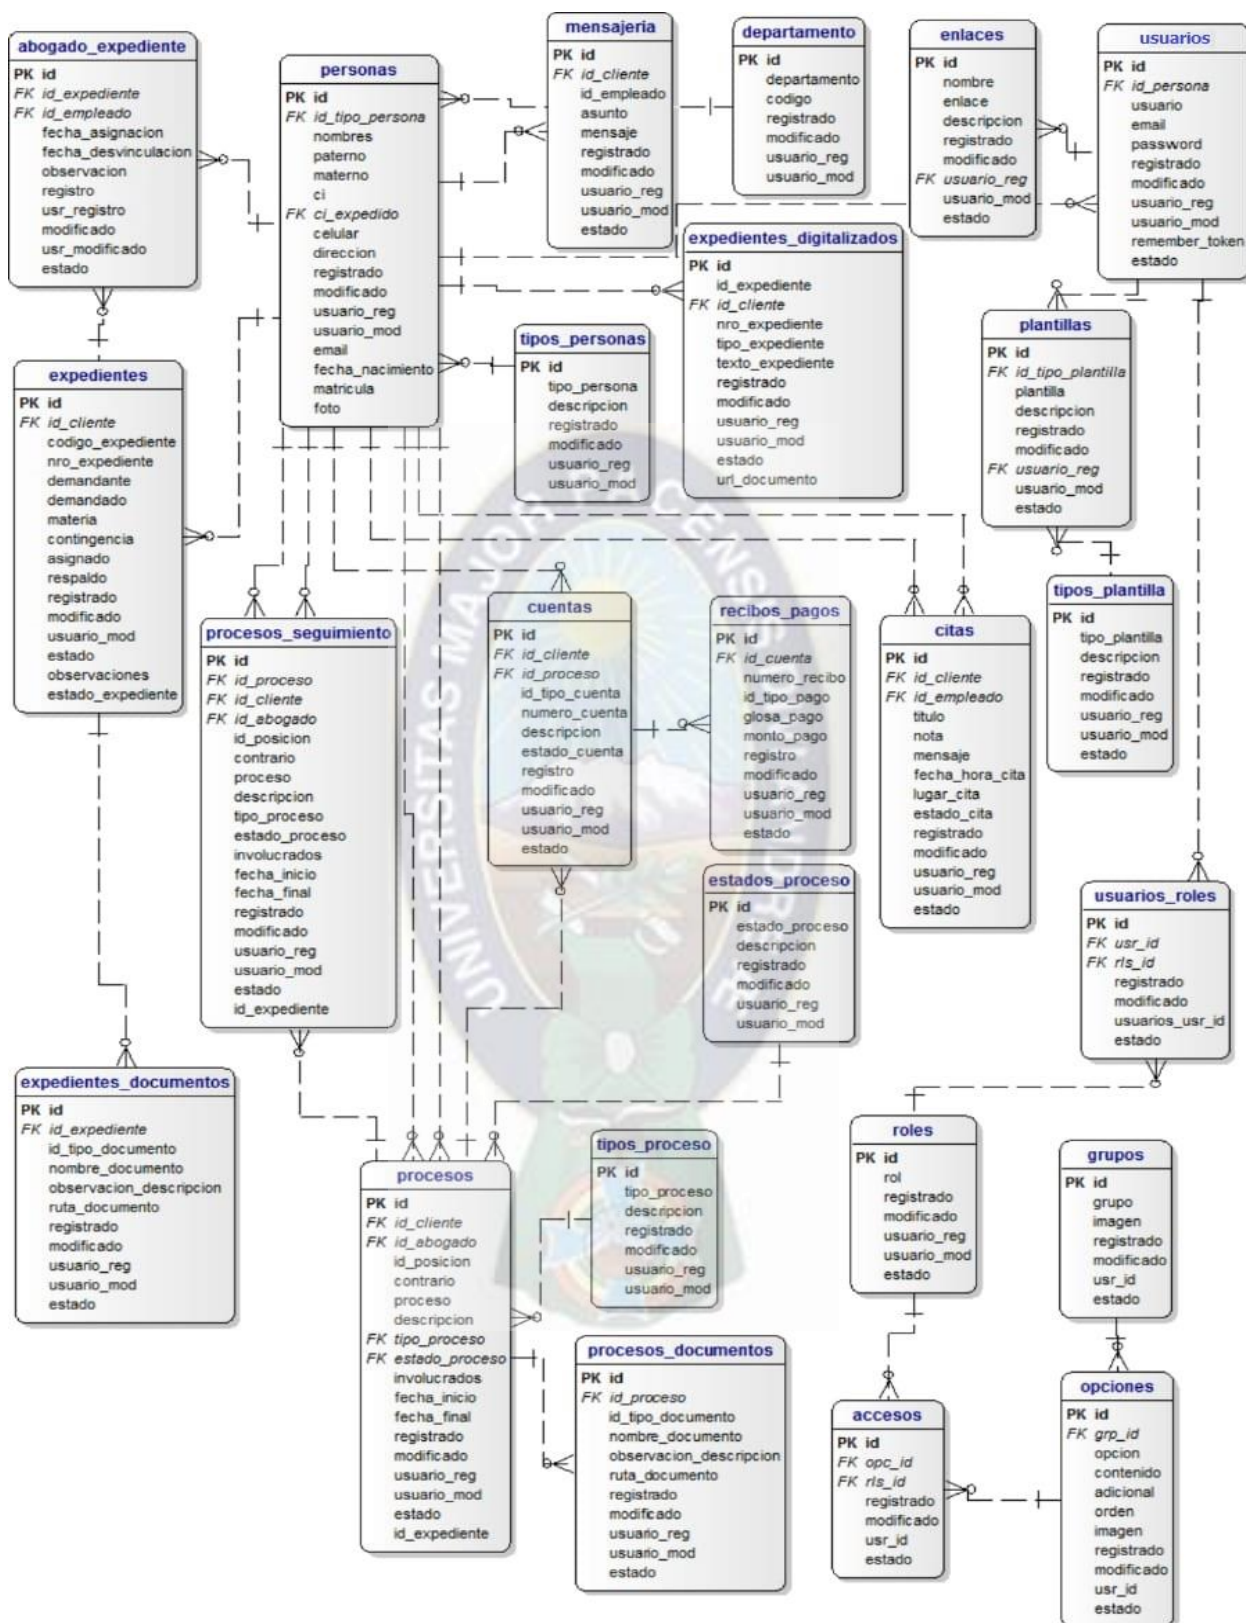 abogado_expediente
PK id
FK id_expediente
FK id_empleado
fecha_asignacion
fecha_desvinculacion
observacion
registro
usr_registro
modificado
usr_modificado
estado
personas
PK id
FK id_tipo_persona
nombres
paterno
materno
ci
FK ci_expedido
celular
direccion
registrado
modificado
usuario_reg
usuario_mod
email
fecha_nacimiento
matricula
foto
mensajeria
PK id
FK id_cliente
id_empleado
asunto
mensaje
registrado
modificado
usuario_reg
usuario_mod
estado
departamento
PK id
departamento
codigo
registrado
modificado
usuario_reg
usuario_mod
enlaces
PK id
nombre
enlace
descripcion
registrado
modificado
FK usuario_reg
usuario_mod
estado
usuarios
PK id
FK id_persona
usuario
email
password
registrado
modificado
usuario_reg
usuario_mod
remember_token
estado
expedientes_digitalizados
PK id
id_expediente
FK id_cliente
nro_expediente
tipo_expediente
texto_expediente
registrado
modificado
usuario_reg
usuario_mod
estado
url_documento
tipos_personas
PK id
tipo_persona
descripcion
registrado
modificado
usuario_reg
usuario_mod
plantillas
PK id
FK id_tipo_plantilla
plantilla
descripcion
registrado
modificado
FK usuario_reg
usuario_mod
estado
expedientes
PK id
FK id_cliente
codigo_expediente
nro_expediente
demandante
demandado
materia
contingencia
asignado
respaldo
registrado
modificado
usuario_mod
estado
observaciones
estado_expediente
procesos_seguimiento
PK id
FK id_proceso
FK id_cliente
FK id_abogado
id_posicion
contrario
proceso
descripcion
tipo_proceso
estado_proceso
involucrados
fecha_inicio
fecha_final
registrado
modificado
usuario_reg
usuario_mod
estado
id_expediente
cuentas
PK id
FK id_cliente
FK id_proceso
id_tipo_cuenta
numero_cuenta
descripcion
estado_cuenta
registro
modificado
usuario_reg
usuario_mod
estado
recibos_pagos
PK id
FK id_cuenta
numero_recibo
id_tipo_pago
glosa_pago
monto_pago
registro
modificado
usuario_reg
usuario_mod
estado
citas
PK id
FK id_cliente
FK id_empleado
titulo
nota
mensaje
fecha_hora_cita
lugar_cita
estado_cita
registrado
modificado
usuario_reg
usuario_mod
estado
tipos_plantilla
PK id
tipo_plantilla
descripcion
registrado
modificado
usuario_reg
usuario_mod
estado
estados_proceso
PK id
estado_proceso
descripcion
registrado
modificado
usuario_reg
usuario_mod
usuarios_roles
PK id
FK usr_id
FK rls_id
registrado
modificado
usuarios_usr_id
estado
expedientes_documentos
PK id
FK id_expediente
id_tipo_documento
nombre_documento
observacion_descripcion
ruta_documento
registrado
modificado
usuario_reg
usuario_mod
estado
procesos
PK id
FK id_cliente
FK id_abogado
id_posicion
contrario
proceso
descripcion
FK tipo_proceso
FK estado_proceso
involucrados
fecha_inicio
fecha_final
registrado
modificado
usuario_reg
usuario_mod
estado
id_expediente
tipos_proceso
PK id
tipo_proceso
descripcion
registrado
modificado
usuario_reg
usuario_mod
procesos_documentos
PK id
FK id_proceso
id_tipo_documento
nombre_documento
observacion_descripcion
ruta_documento
registrado
modificado
usuario_reg
usuario_mod
estado
roles
PK id
rol
registrado
modificado
usuario_reg
usuario_mod
estado
grupos
PK id
grupo
imagen
registrado
modificado
usr_id
estado
accesos
PK id
FK opc_id
FK rls_id
registrado
modificado
usr_id
estado
opciones
PK id
FK grp_id
opcion
contenido
adicional
orden
imagen
registrado
modificado
usr_id
estado
UNIVERSITAS MAJOR